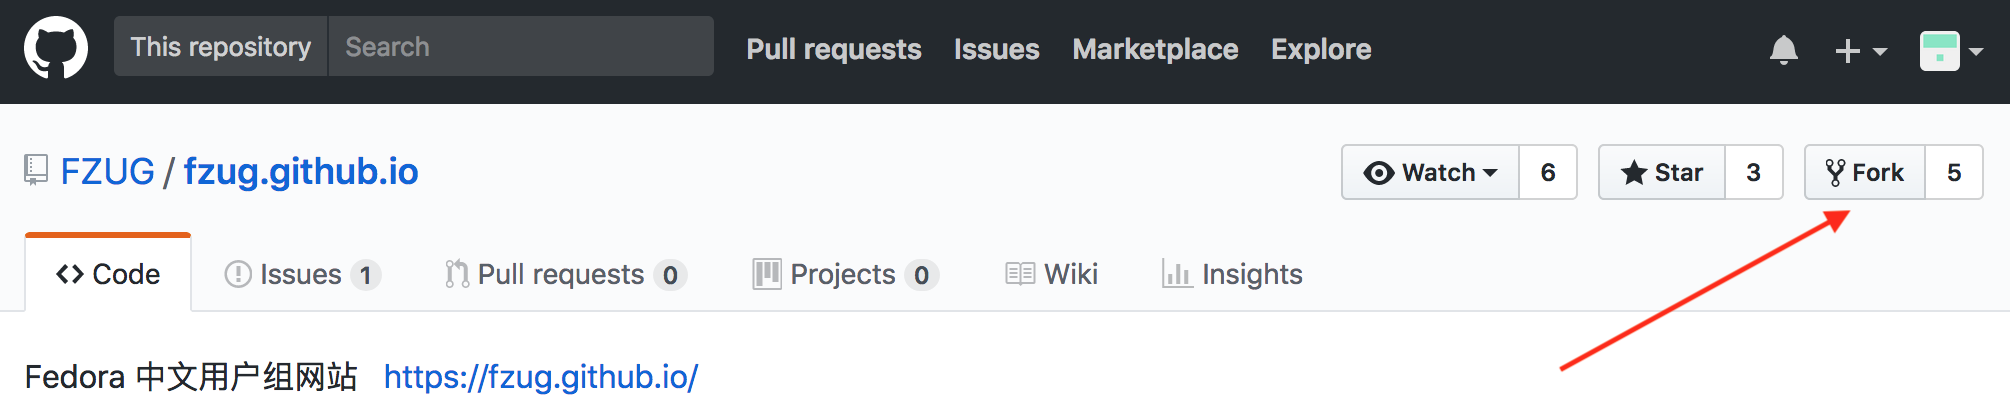 This repository Search Pull requests Issues Marketplace Explore
FZUG / fzug.github.io Watch 6 Star 3 Fork 5
Code Issues 1 Pull requests 0 Projects 0 Wiki Insights
Fedora 中文用户组网站 https://fzug.github.io/